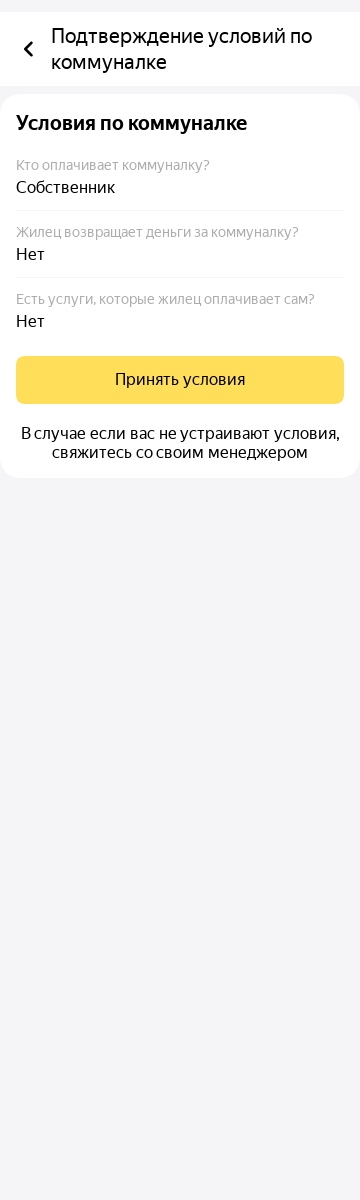 Подтверждение условий по
коммуналке
Условия по коммуналке
Кто оплачивает коммуналку?
Собственник
Жилец возвращает деньги за коммуналку?
Нет
Есть услуги, которые жилец оплачивает сам?
Нет
Принять условия
В случае если вас не устраивают условия,
свяжитесь со своим менеджером